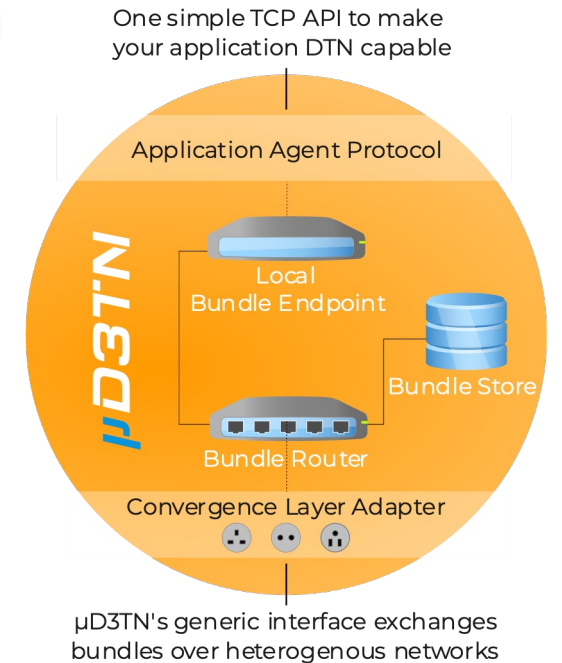 One simple TCP API to make
your application DTN capable
Application Agent Protocol
µD3TN
Local
Bundle Endpoint
Bundle Store
Bundle Router
Convergence Layer Adapter
µD3TN's generic interface exchanges
bundles over heterogenous networks